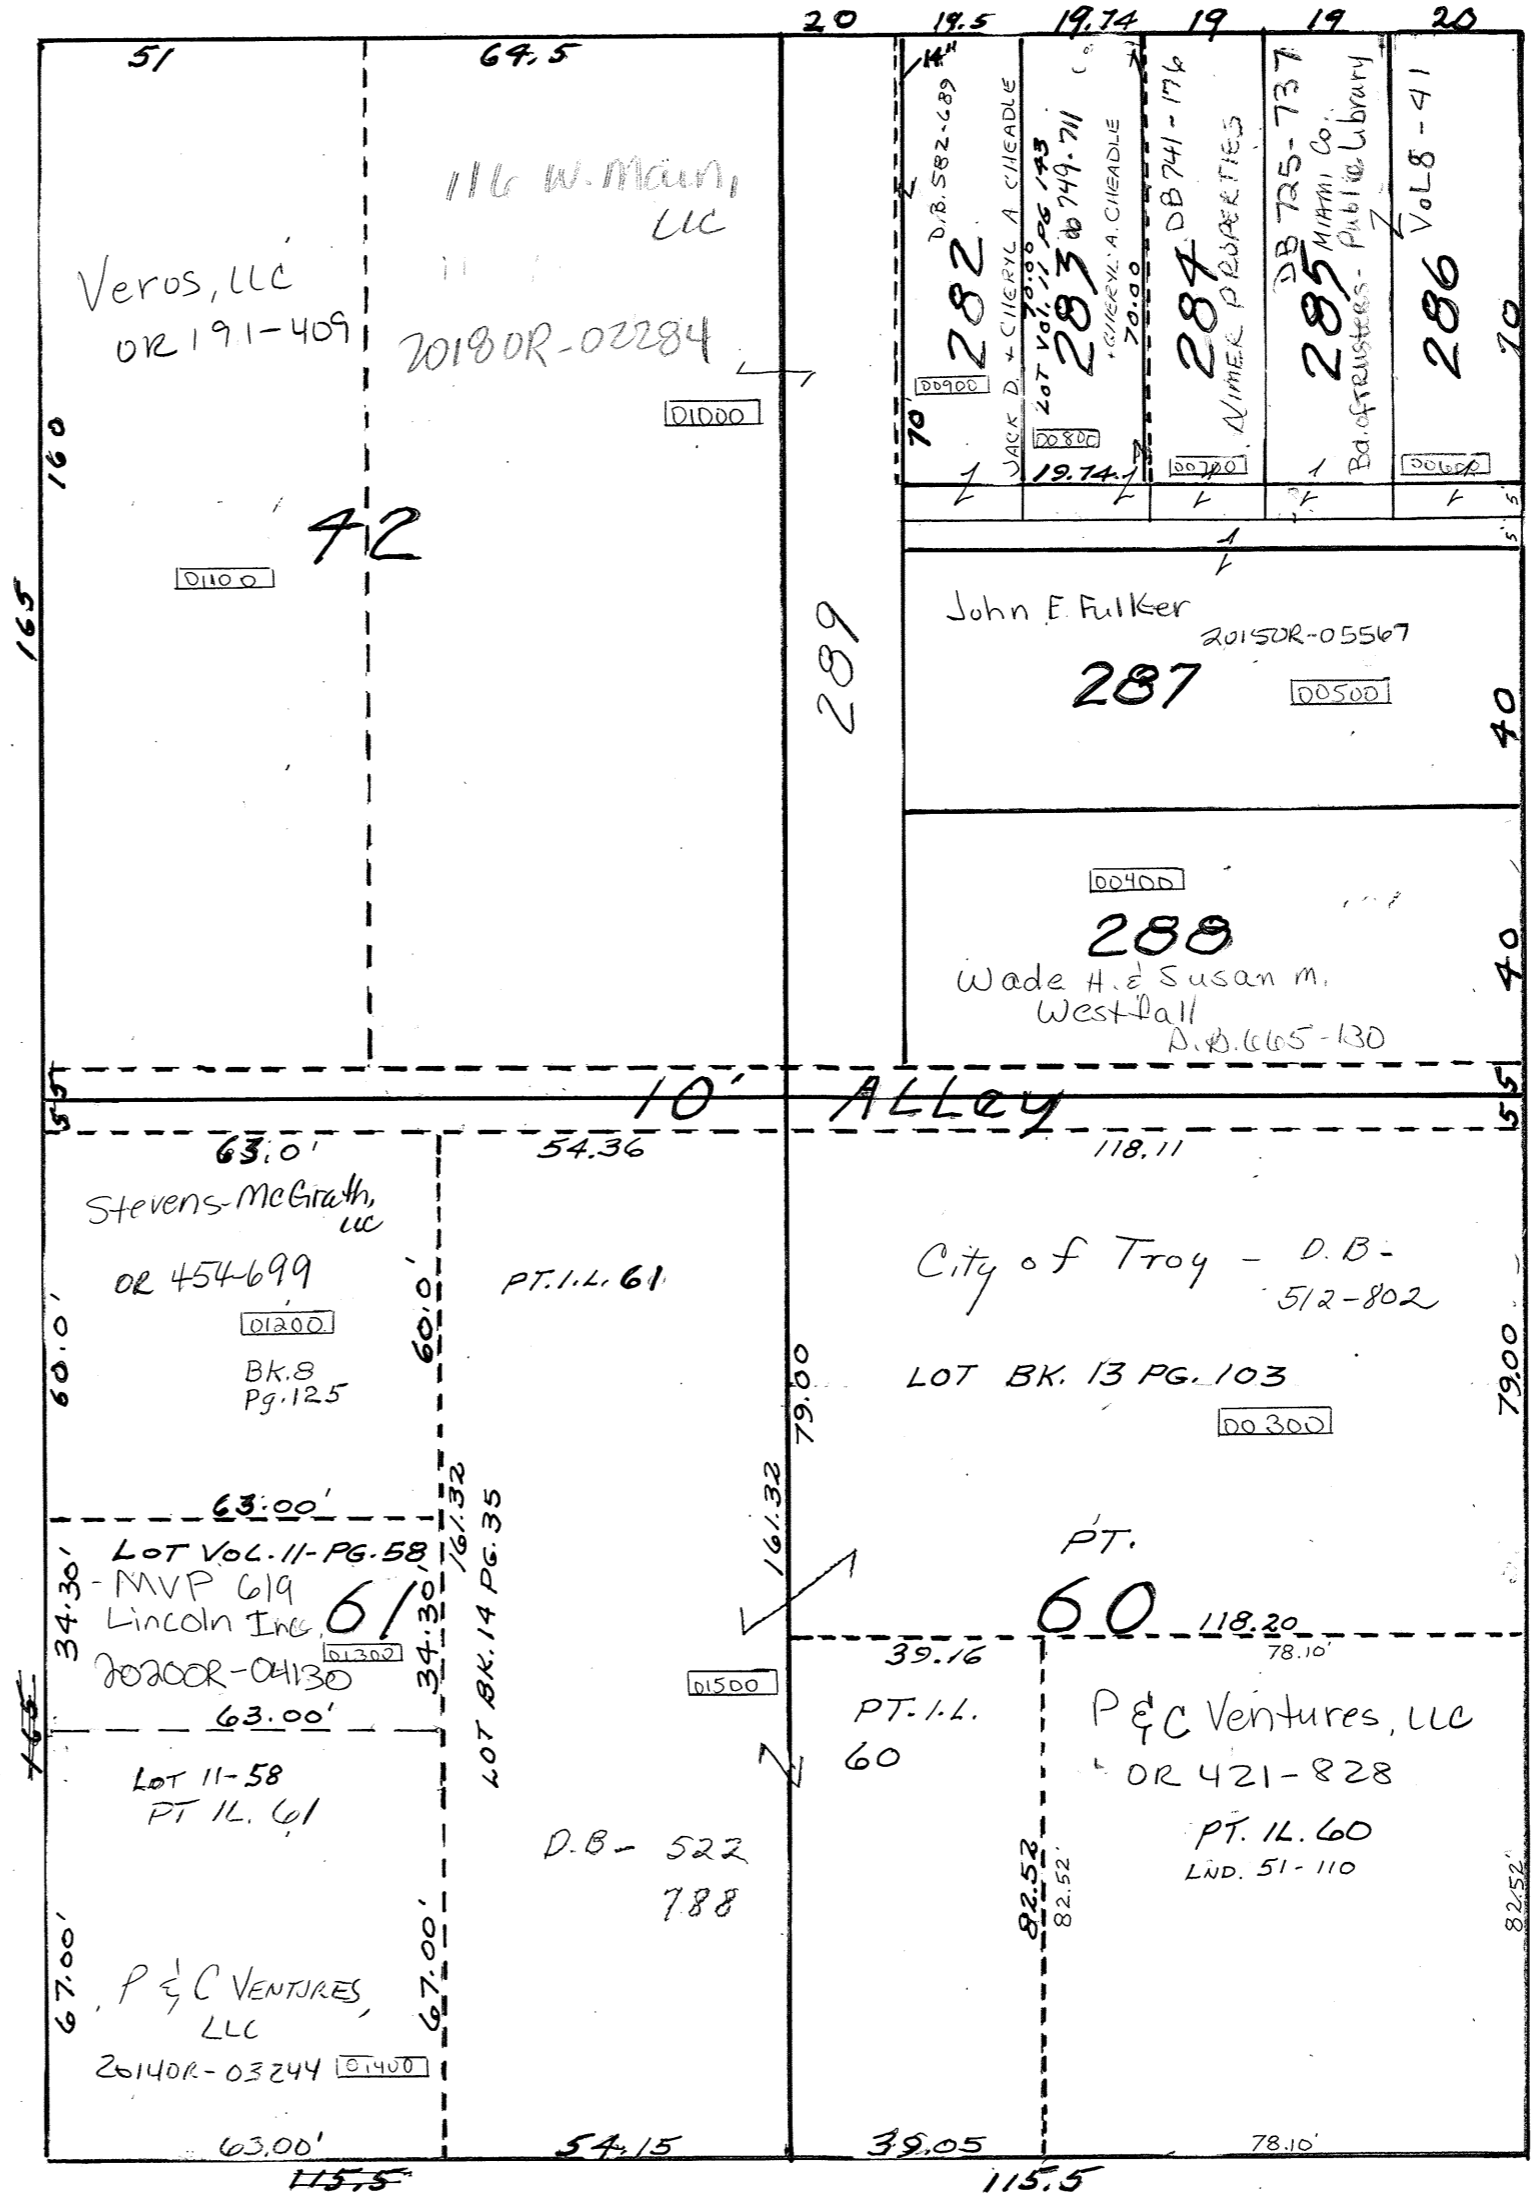 51
64.5
20
19.5
19.74
19
19
20
Veros, LLC
OR 191-409
116 W. Main,
LLC
2018OR-02284
01000
160
165
42
01100
289
14"
D.B. 582-689
282
00900
70'
JACK D. + CHERYL A CHEADLE
LOT VOL. 11 PG 143
70.00
283 DB 749-711
+ CHERYL A. CHEADLE
70.00
00800
19.74
DB 741-176
284
NIMER PROPERTIES
00700
DB 725-737
285 MIAMI Co.
Bd. of Trustees - Public Library
Vol 8-41
286
00600
70
5'
5'
John E. Fulker
2015OR-05567
287
00500
40
00400
288
Wade H. & Susan M.
Westfall
D.B. 665-130
40
55
10' ALLey
55
63.0'
54.36
118.11
Stevens-McGrath,
LLC
OR 454-699
01200
BK.8
Pg.125
60.0'
60.0'
PT. I.L. 61
City of Troy - D.B-
512-802
LOT BK. 13 PG. 103
00300
79.00
79.00
63.00'
161.32
LOT BK. 14 PG. 35
161.32
LOT VOL. 11-PG. 58
MVP 619
Lincoln Inc.
61
01300
2020OR-04130
34.30'
34.30'
63.00'
165
PT.
60
118.20
39.16
78.10'
01500
PT. I.L.
60
P & C Ventures, LLC
OR 421-828
PT. IL. 60
LND. 51-110
LOT 11-58
PT IL. 61
D.B- 522
788
82.52
82.52'
82.52'
67.00'
67.00'
P & C VENTURES,
LLC
2014OR-03244
01400
63.00'
54.15
39.05
78.10'
115.5
115.5